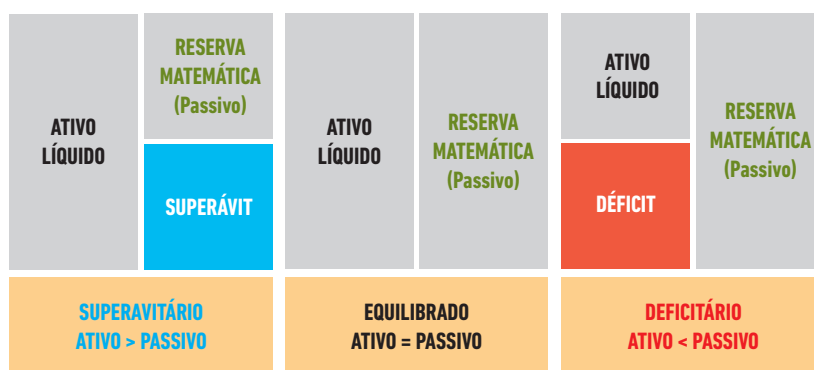 ATIVO
LÍQUIDO
RESERVA
MATEMÁTICA
(Passivo)
SUPERÁVIT
SUPERAVITÁRIO
ATIVO > PASSIVO
ATIVO
LÍQUIDO
RESERVA
MATEMÁTICA
(Passivo)
EQUILIBRADO
ATIVO = PASSIVO
ATIVO
LÍQUIDO
DÉFICIT
RESERVA
MATEMÁTICA
(Passivo)
DEFICITÁRIO
ATIVO < PASSIVO